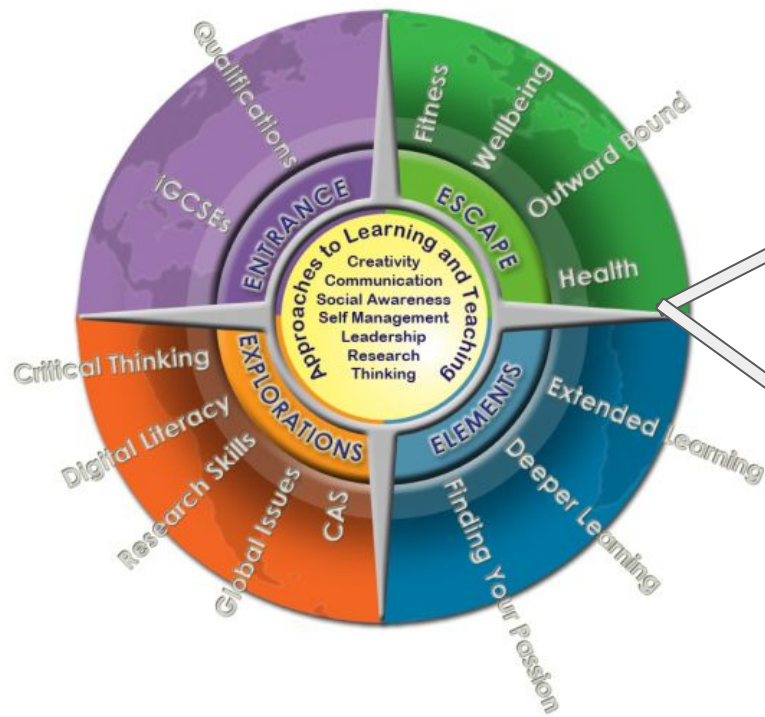 Qualifications
IGCSEs
ENTRANCE
Fitness
Wellbeing
Outward Bound
Health
ESCAPE
Approaches to Learning and Teaching
Creativity
Communication
Social Awareness
Self Management
Leadership
Research
Thinking
EXPLORATIONS
Critical Thinking
Digital Literacy
Research Skills
Global Issues
CAS
ELEMENTS
Extended Learning
Deeper Learning
Finding Your Passion